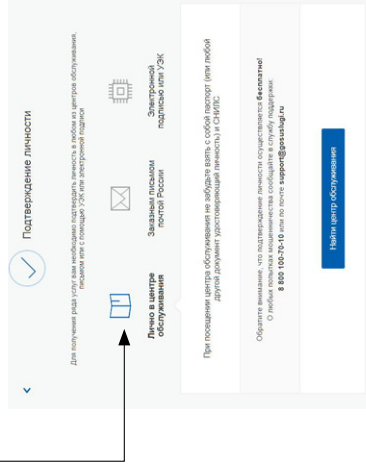 Подтверждение личности
Для получения ряда услуг вам необходимо подтвердить личность в любом из центров обслуживания,
письмом или с помощью УЭК или электронной подписи
Лично в центре
обслуживания
Заказным письмом
почтой России
Электронной
подписью или УЭК
При посещении центра обслуживания не забудьте взять с собой паспорт (или любой
другой документ удостоверяющий личность) и СНИЛС
Обратите внимание, что подтверждение личности осуществляется бесплатно!
О любых попытках мошенничества сообщайте в службу поддержки:
8 800 100-70-10 или по почте support@gosuslugi.ru
Найти центр обслуживания